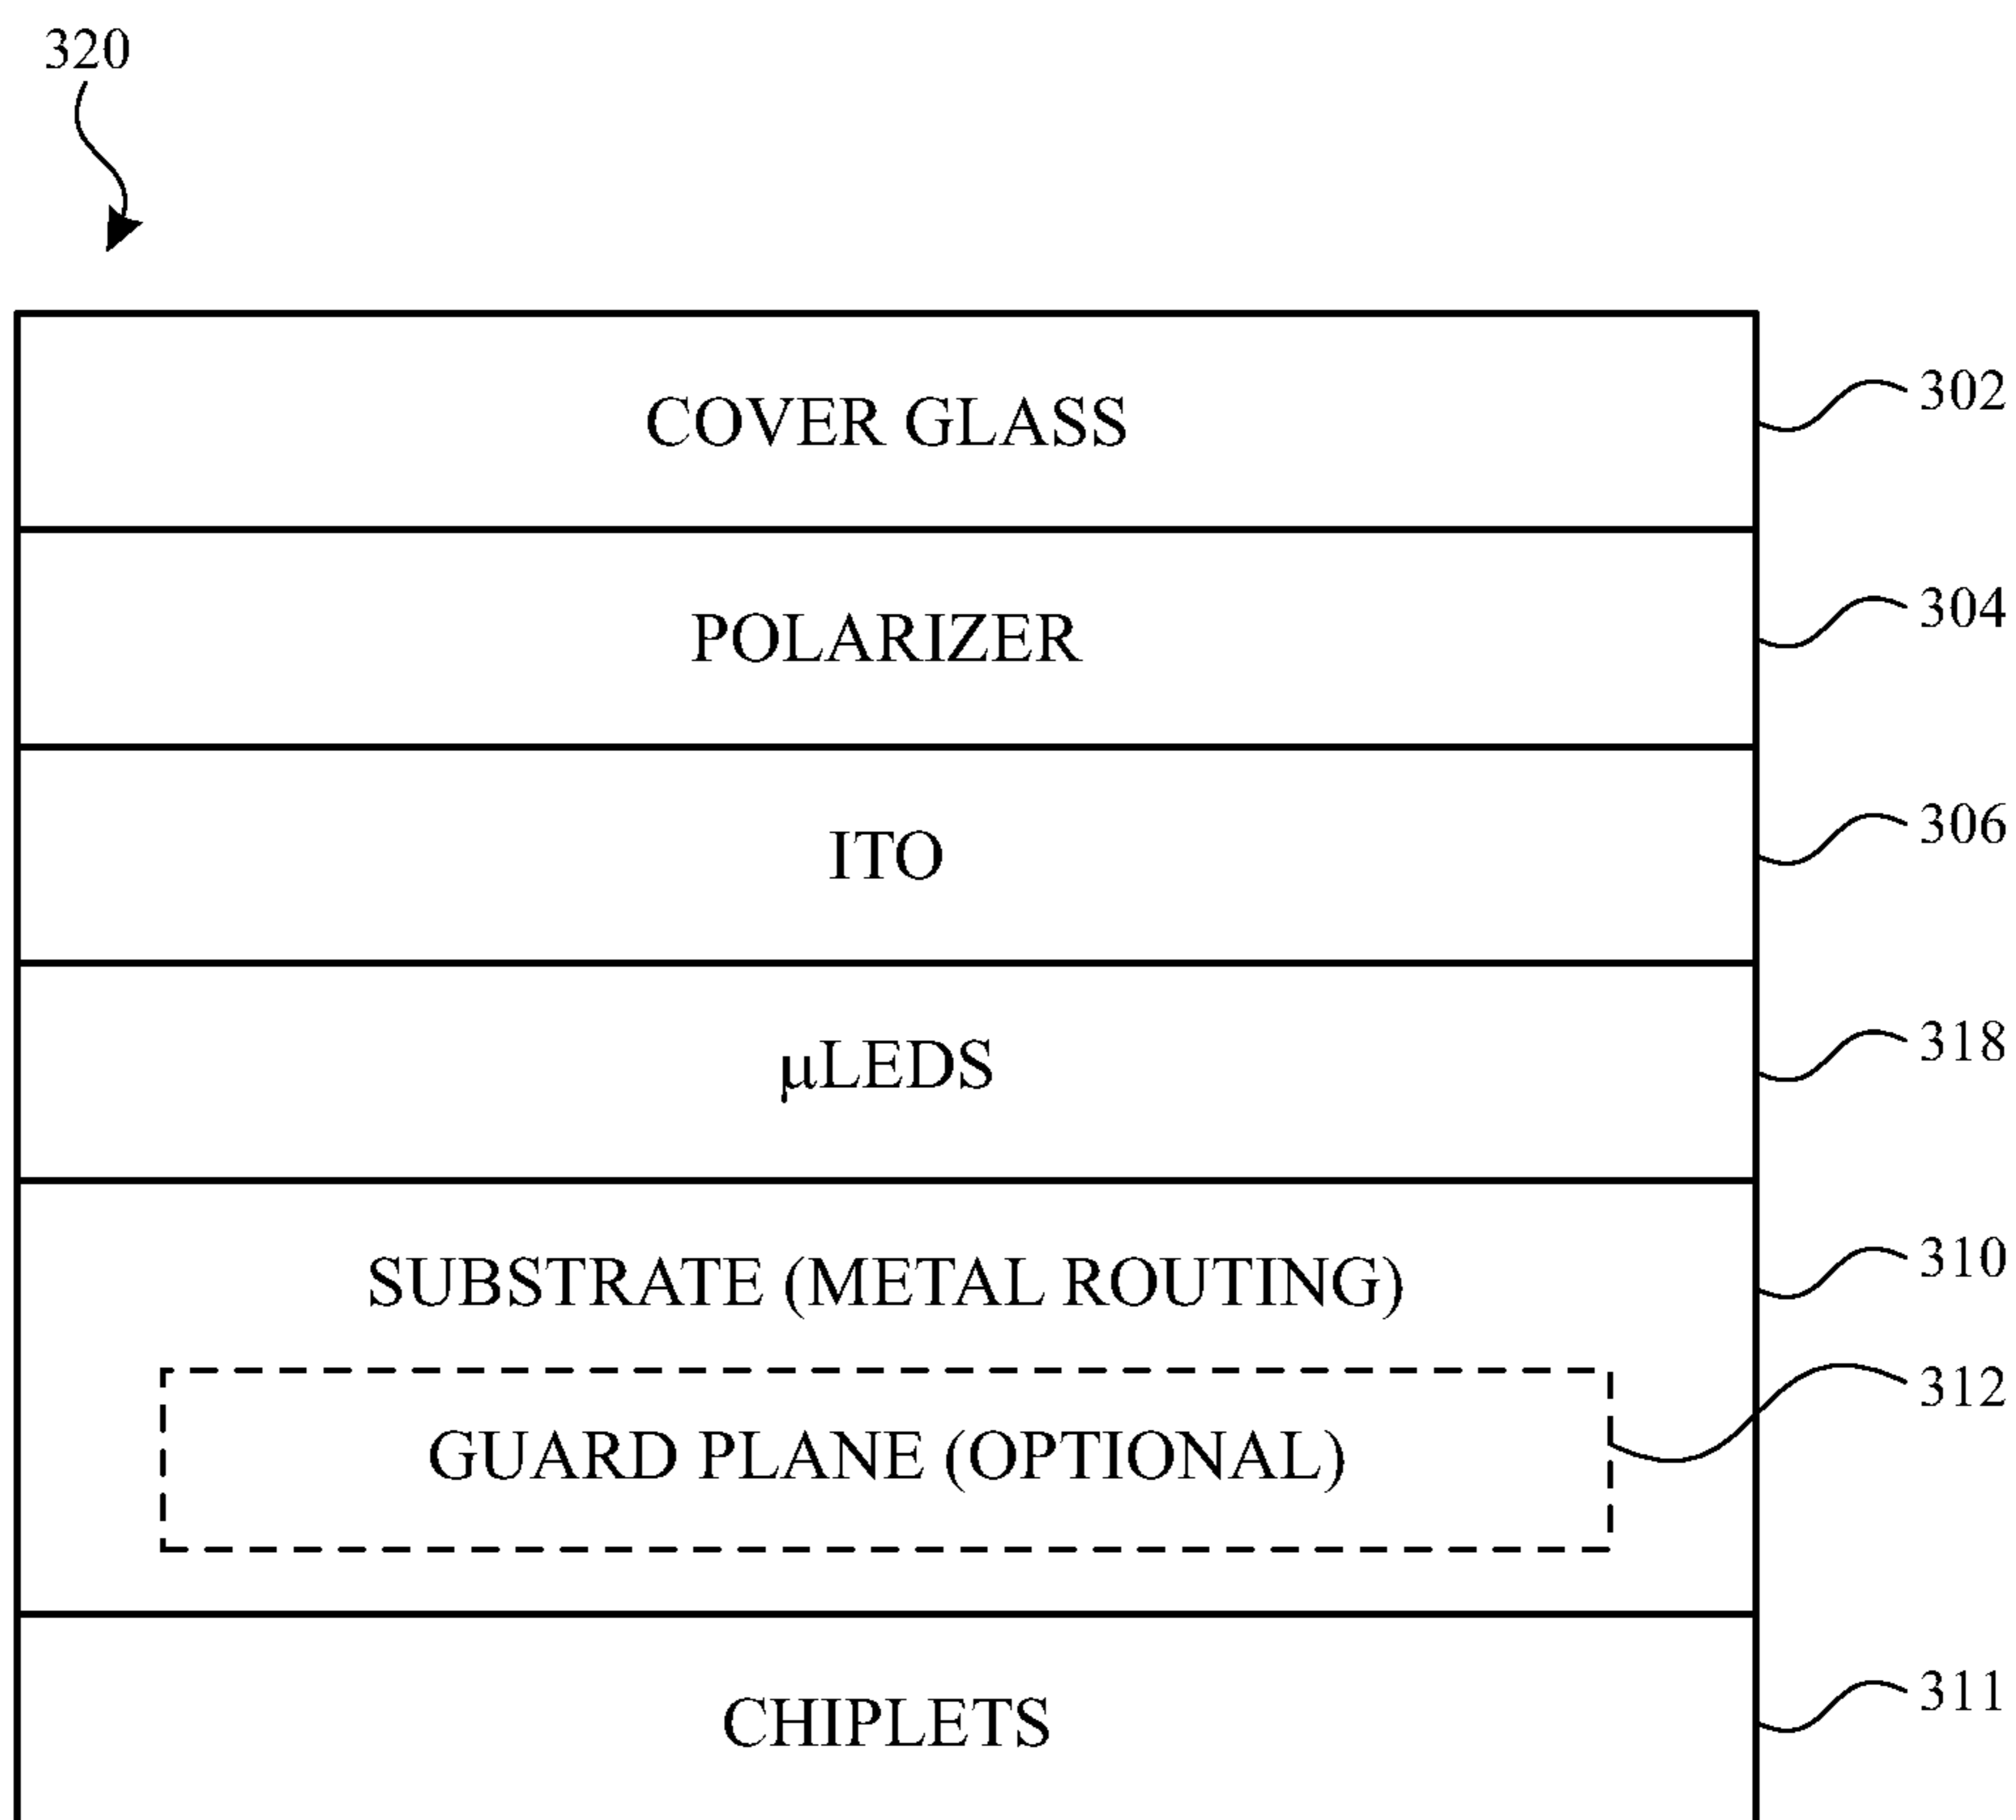 320
COVER GLASS
302
POLARIZER
304
ITO
306
µLEDS
318
SUBSTRATE (METAL ROUTING)
310
GUARD PLANE (OPTIONAL)
312
CHIPLETS
311